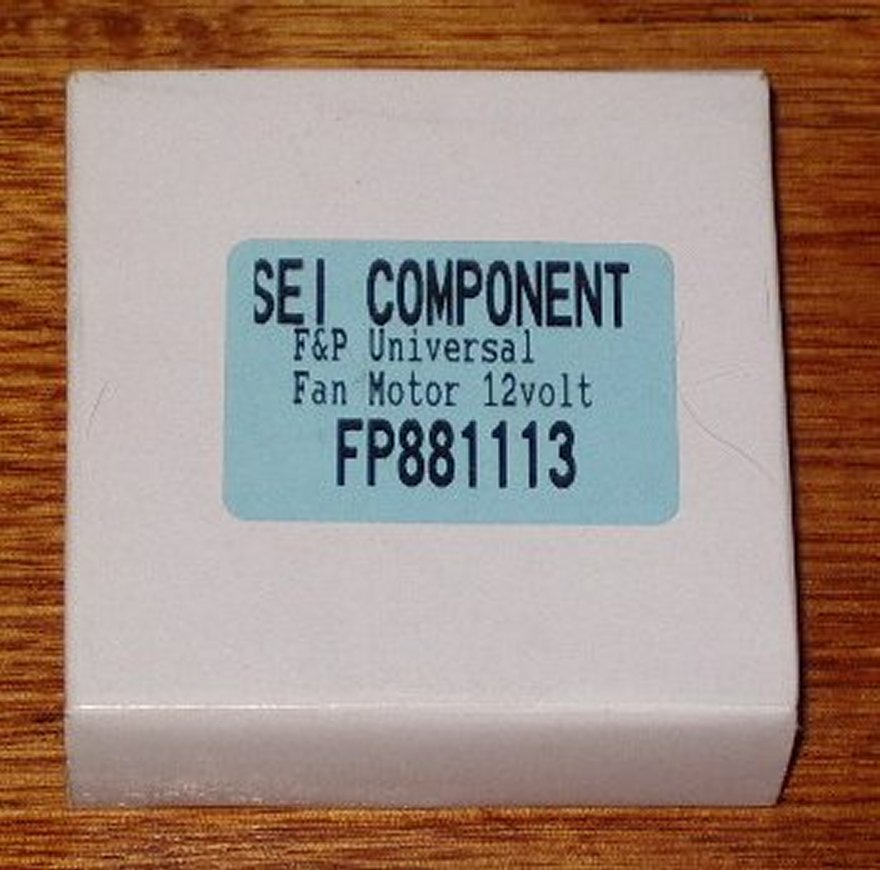 SEI COMPONENT
F&P Universal
Fan Motor 12volt
FP881113